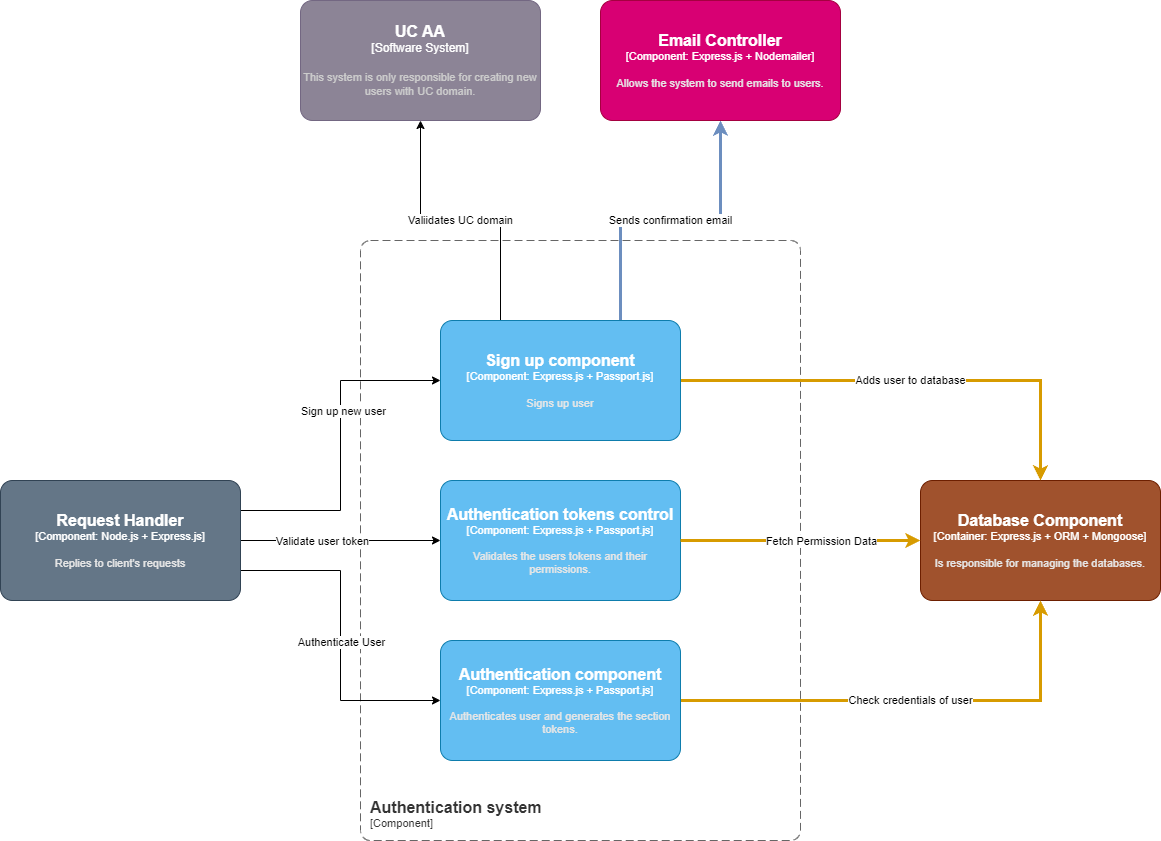 UC AA
[Software System]
This system is only responsible for creating new
users with UC domain.
Email Controller
[Component: Express.js + Nodemailer]
Allows the system to send emails to users.
Valiidates UC domain
Sends confirmation email
Sign up component
[Component: Express.js + Passport.js]
Signs up user
Adds user to database
Sign up new user
Request Handler
[Component: Node.js + Express.js]
Replies to client's requests
Validate user token
Authentication tokens control
[Component: Express.js + Passport.js]
Validates the users tokens and their
permissions.
Fetch Permission Data
Database Component
[Container: Express.js + ORM + Mongoose]
Is responsible for managing the databases.
Authenticate User
Authentication component
[Component: Express.js + Passport.js]
Authenticates user and generates the section
tokens.
Check credentials of user
Authentication system
[Component]